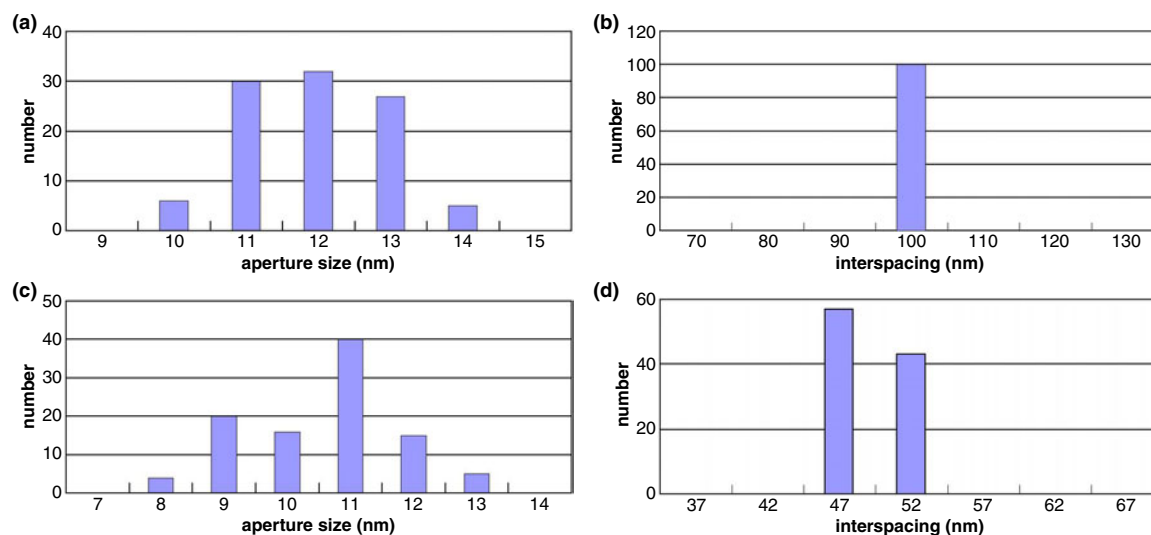 (a)
40
30
20
10
0
number
9 10 11 12 13 14 15
aperture size (nm)
(b)
120
100
80
60
40
20
0
number
70 80 90 100 110 120 130
interspacing (nm)
(c)
50
40
30
20
10
0
number
7 8 9 10 11 12 13 14
aperture size (nm)
(d)
60
40
20
0
number
37 42 47 52 57 62 67
interspacing (nm)